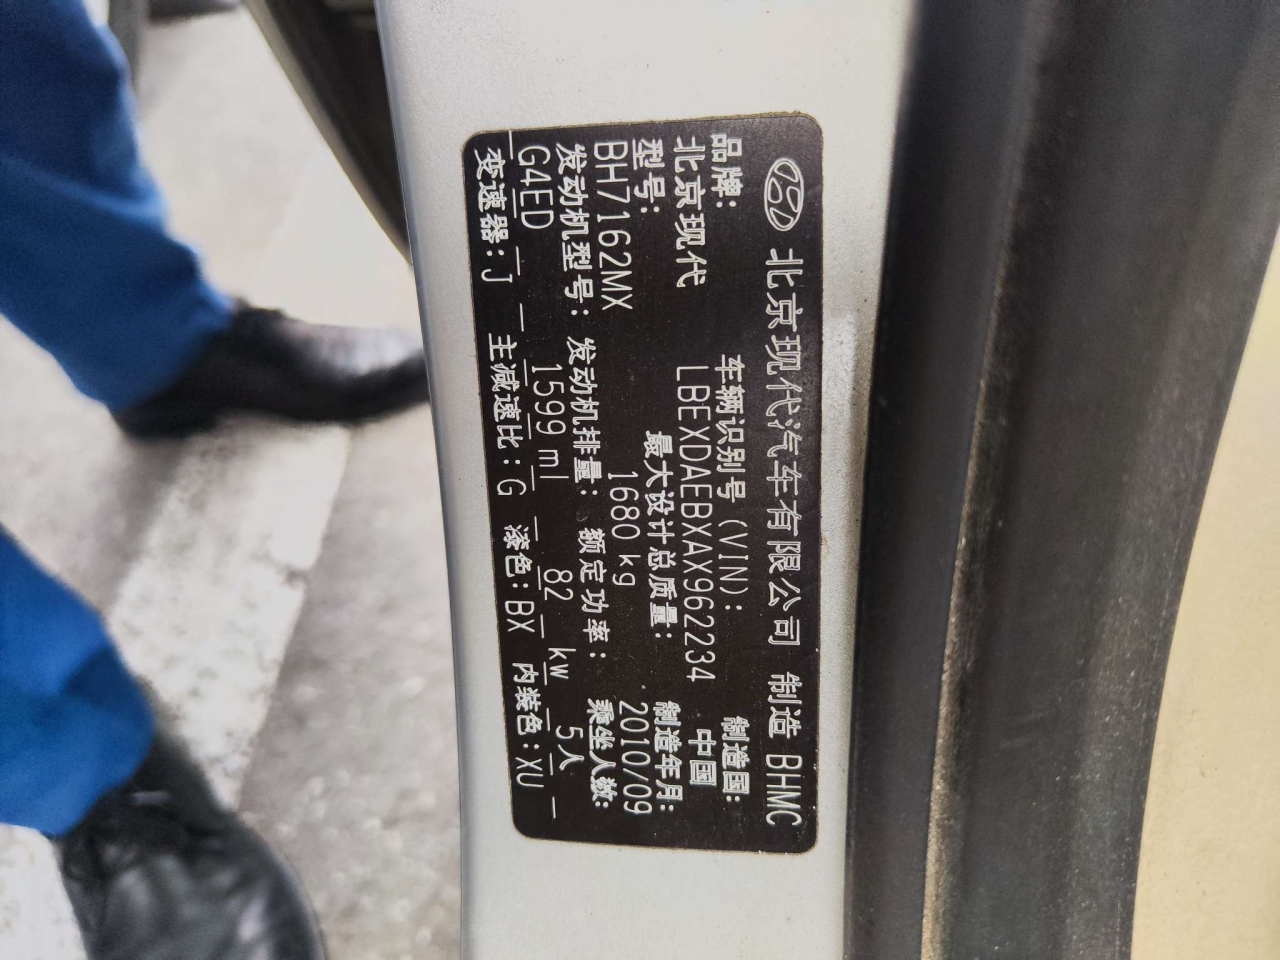 北京现代汽车有限公司 制造 BHMC
品牌: 车辆识别号(VIN): 制造国:
北京现代 LBEXDAEBXAX962234 中国
型号: 最大设计总质量: 制造年月:
BH7162MX 1680 kg 2010/09
发动机型号: 发动机排量: 额定功率: 乘坐人数:
G4ED 1599 ml 82 kw 5人
变速器:J 主减速比:G 漆色:BX 内装色:XU